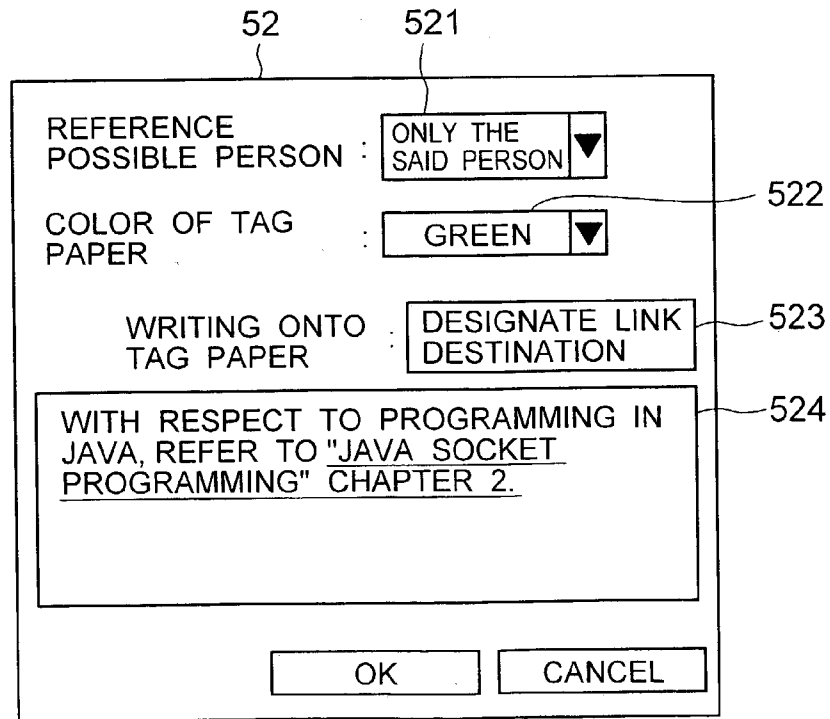 52
521
REFERENCE
POSSIBLE PERSON :
ONLY THE
SAID PERSON
522
COLOR OF TAG
PAPER :
GREEN
WRITING ONTO
TAG PAPER :
DESIGNATE LINK
DESTINATION
523
WITH RESPECT TO PROGRAMMING IN
JAVA, REFER TO "JAVA SOCKET
PROGRAMMING" CHAPTER 2.
524
OK
CANCEL